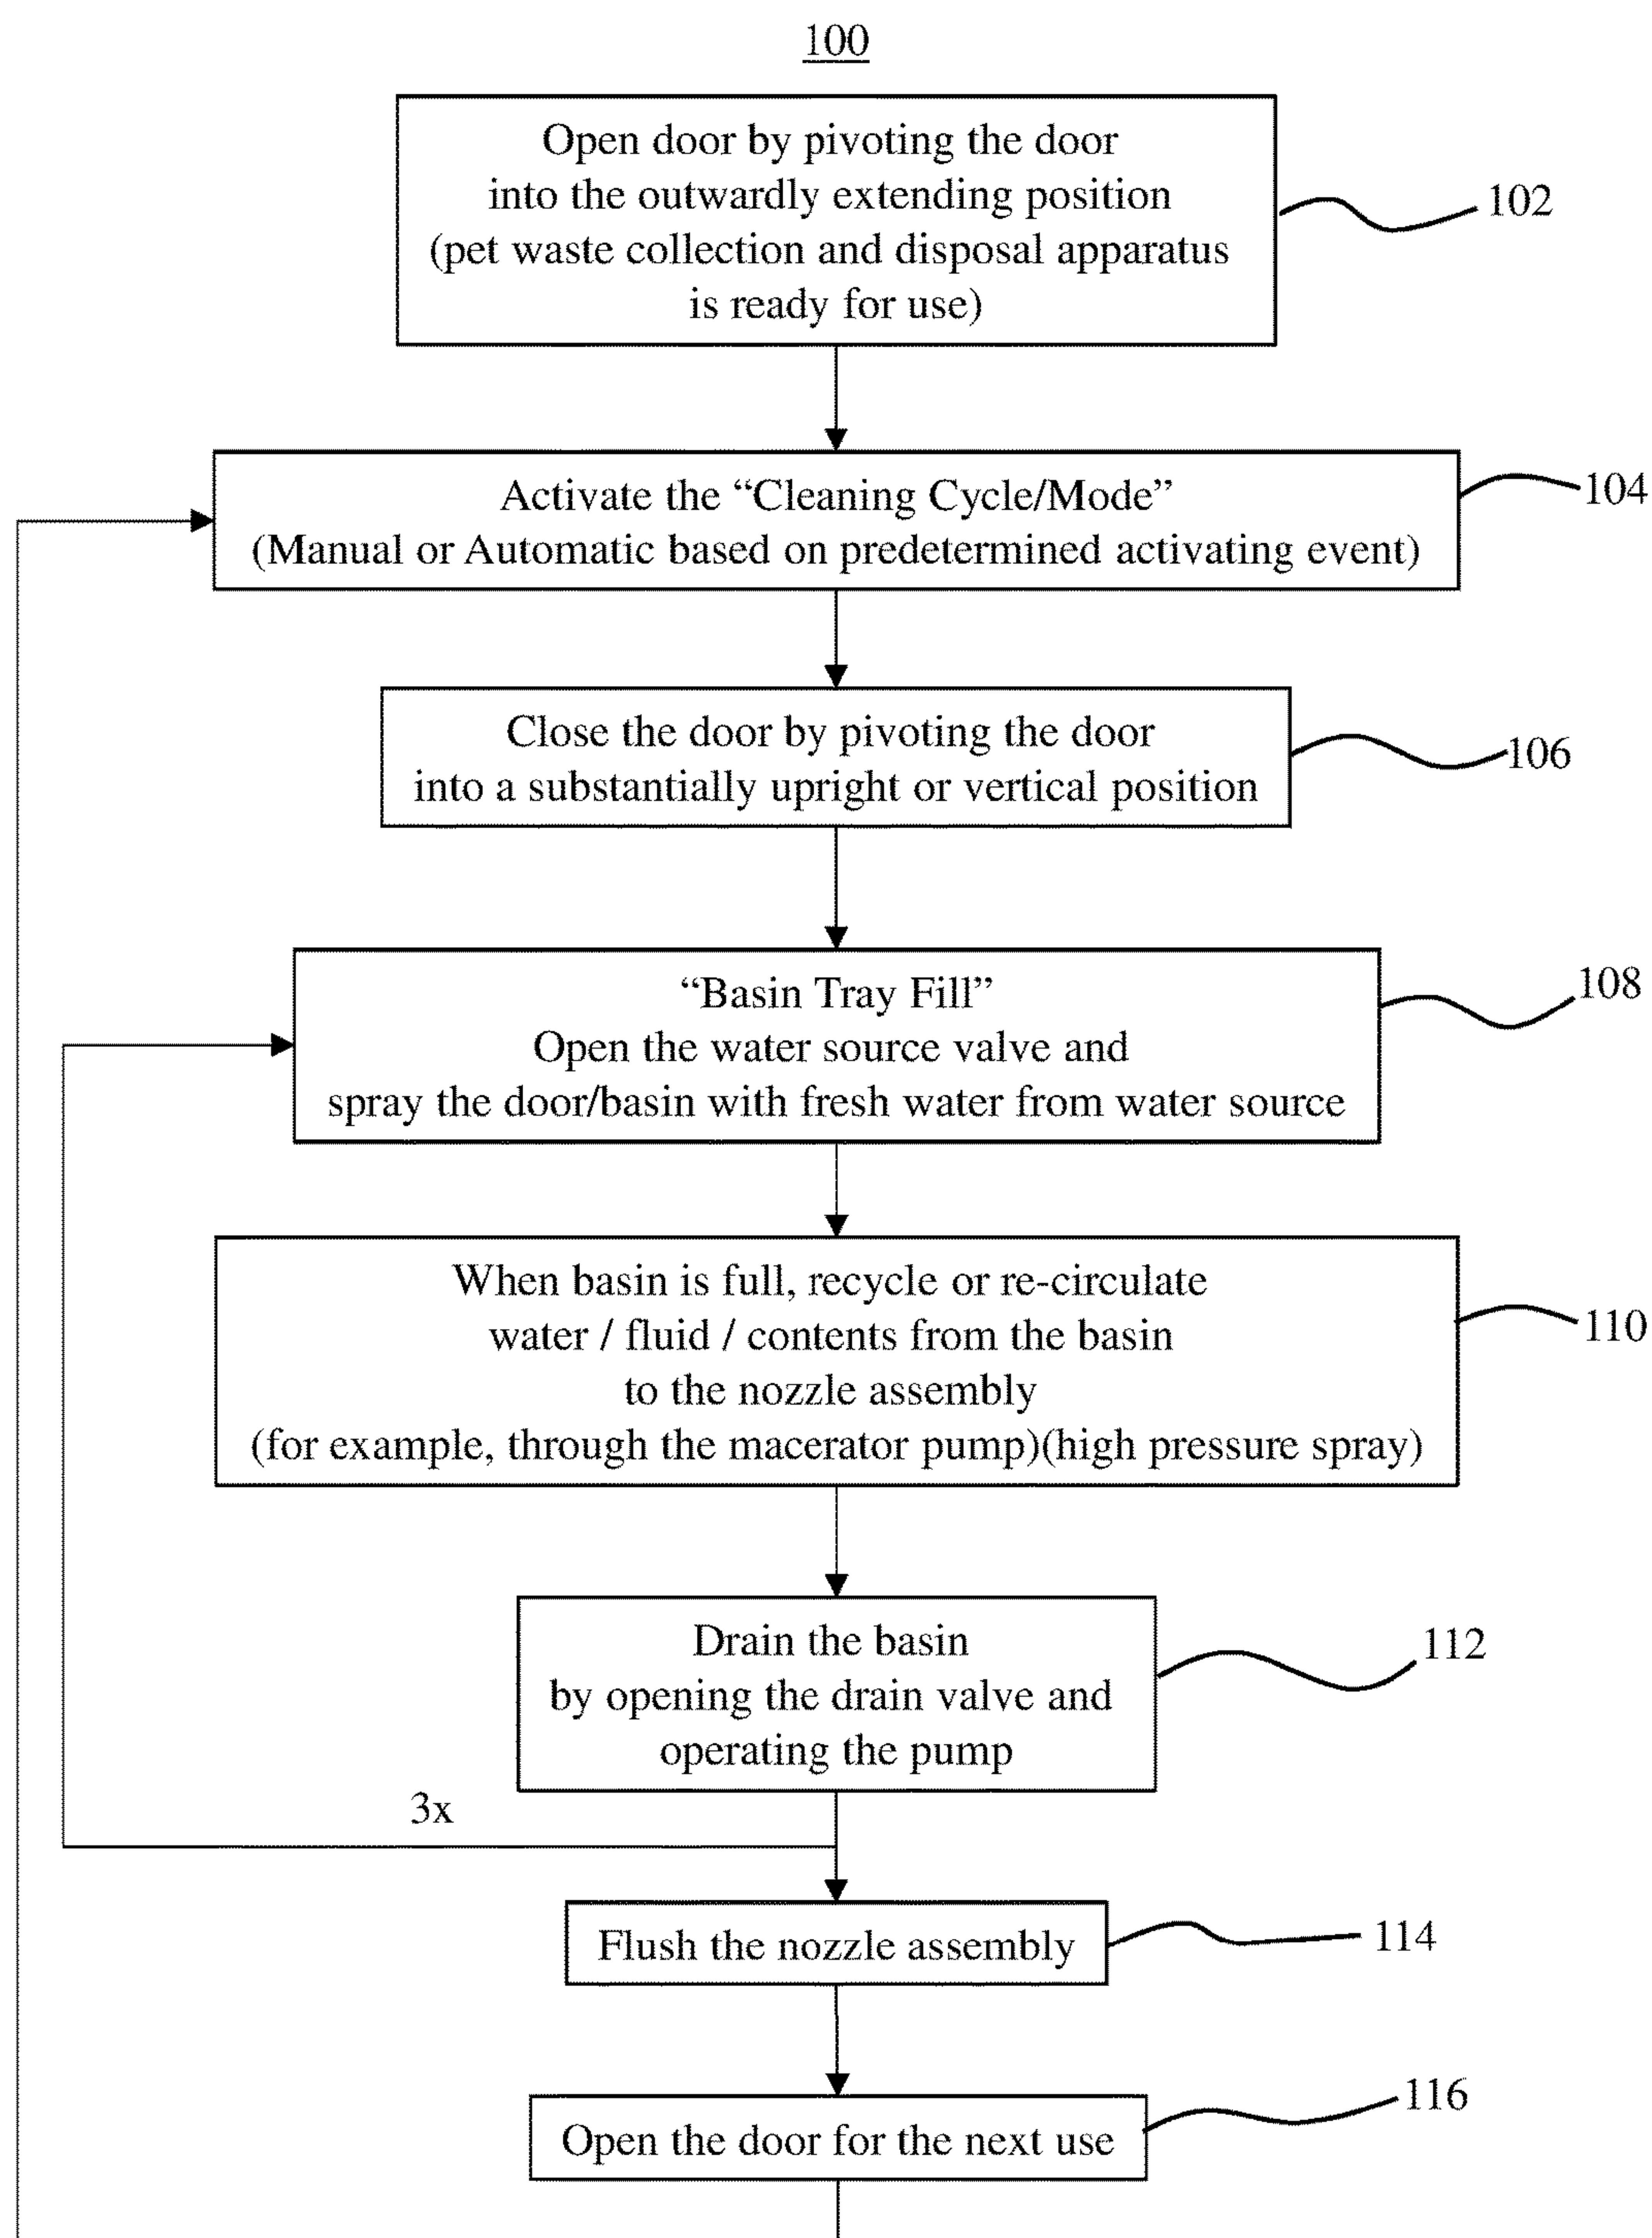 100
Open door by pivoting the door
into the outwardly extending position
(pet waste collection and disposal apparatus
is ready for use)
102
Activate the “Cleaning Cycle/Mode”
(Manual or Automatic based on predetermined activating event)
104
Close the door by pivoting the door
into a substantially upright or vertical position
106
“Basin Tray Fill”
Open the water source valve and
spray the door/basin with fresh water from water source
108
When basin is full, recycle or re-circulate
water / fluid / contents from the basin
to the nozzle assembly
(for example, through the macerator pump)(high pressure spray)
110
Drain the basin
by opening the drain valve and
operating the pump
112
3x
Flush the nozzle assembly
114
Open the door for the next use
116